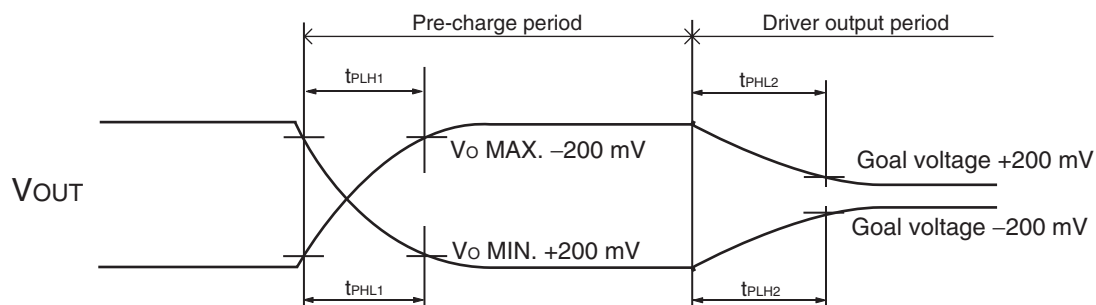 Pre-charge period Driver output period
tPLH1 tPHL2
tPHL1
VO MAX. −200 mV
Goal voltage +200 mV
VOUT
Goal voltage −200 mV
VO MIN. +200 mV
tPHL1 tPLH2